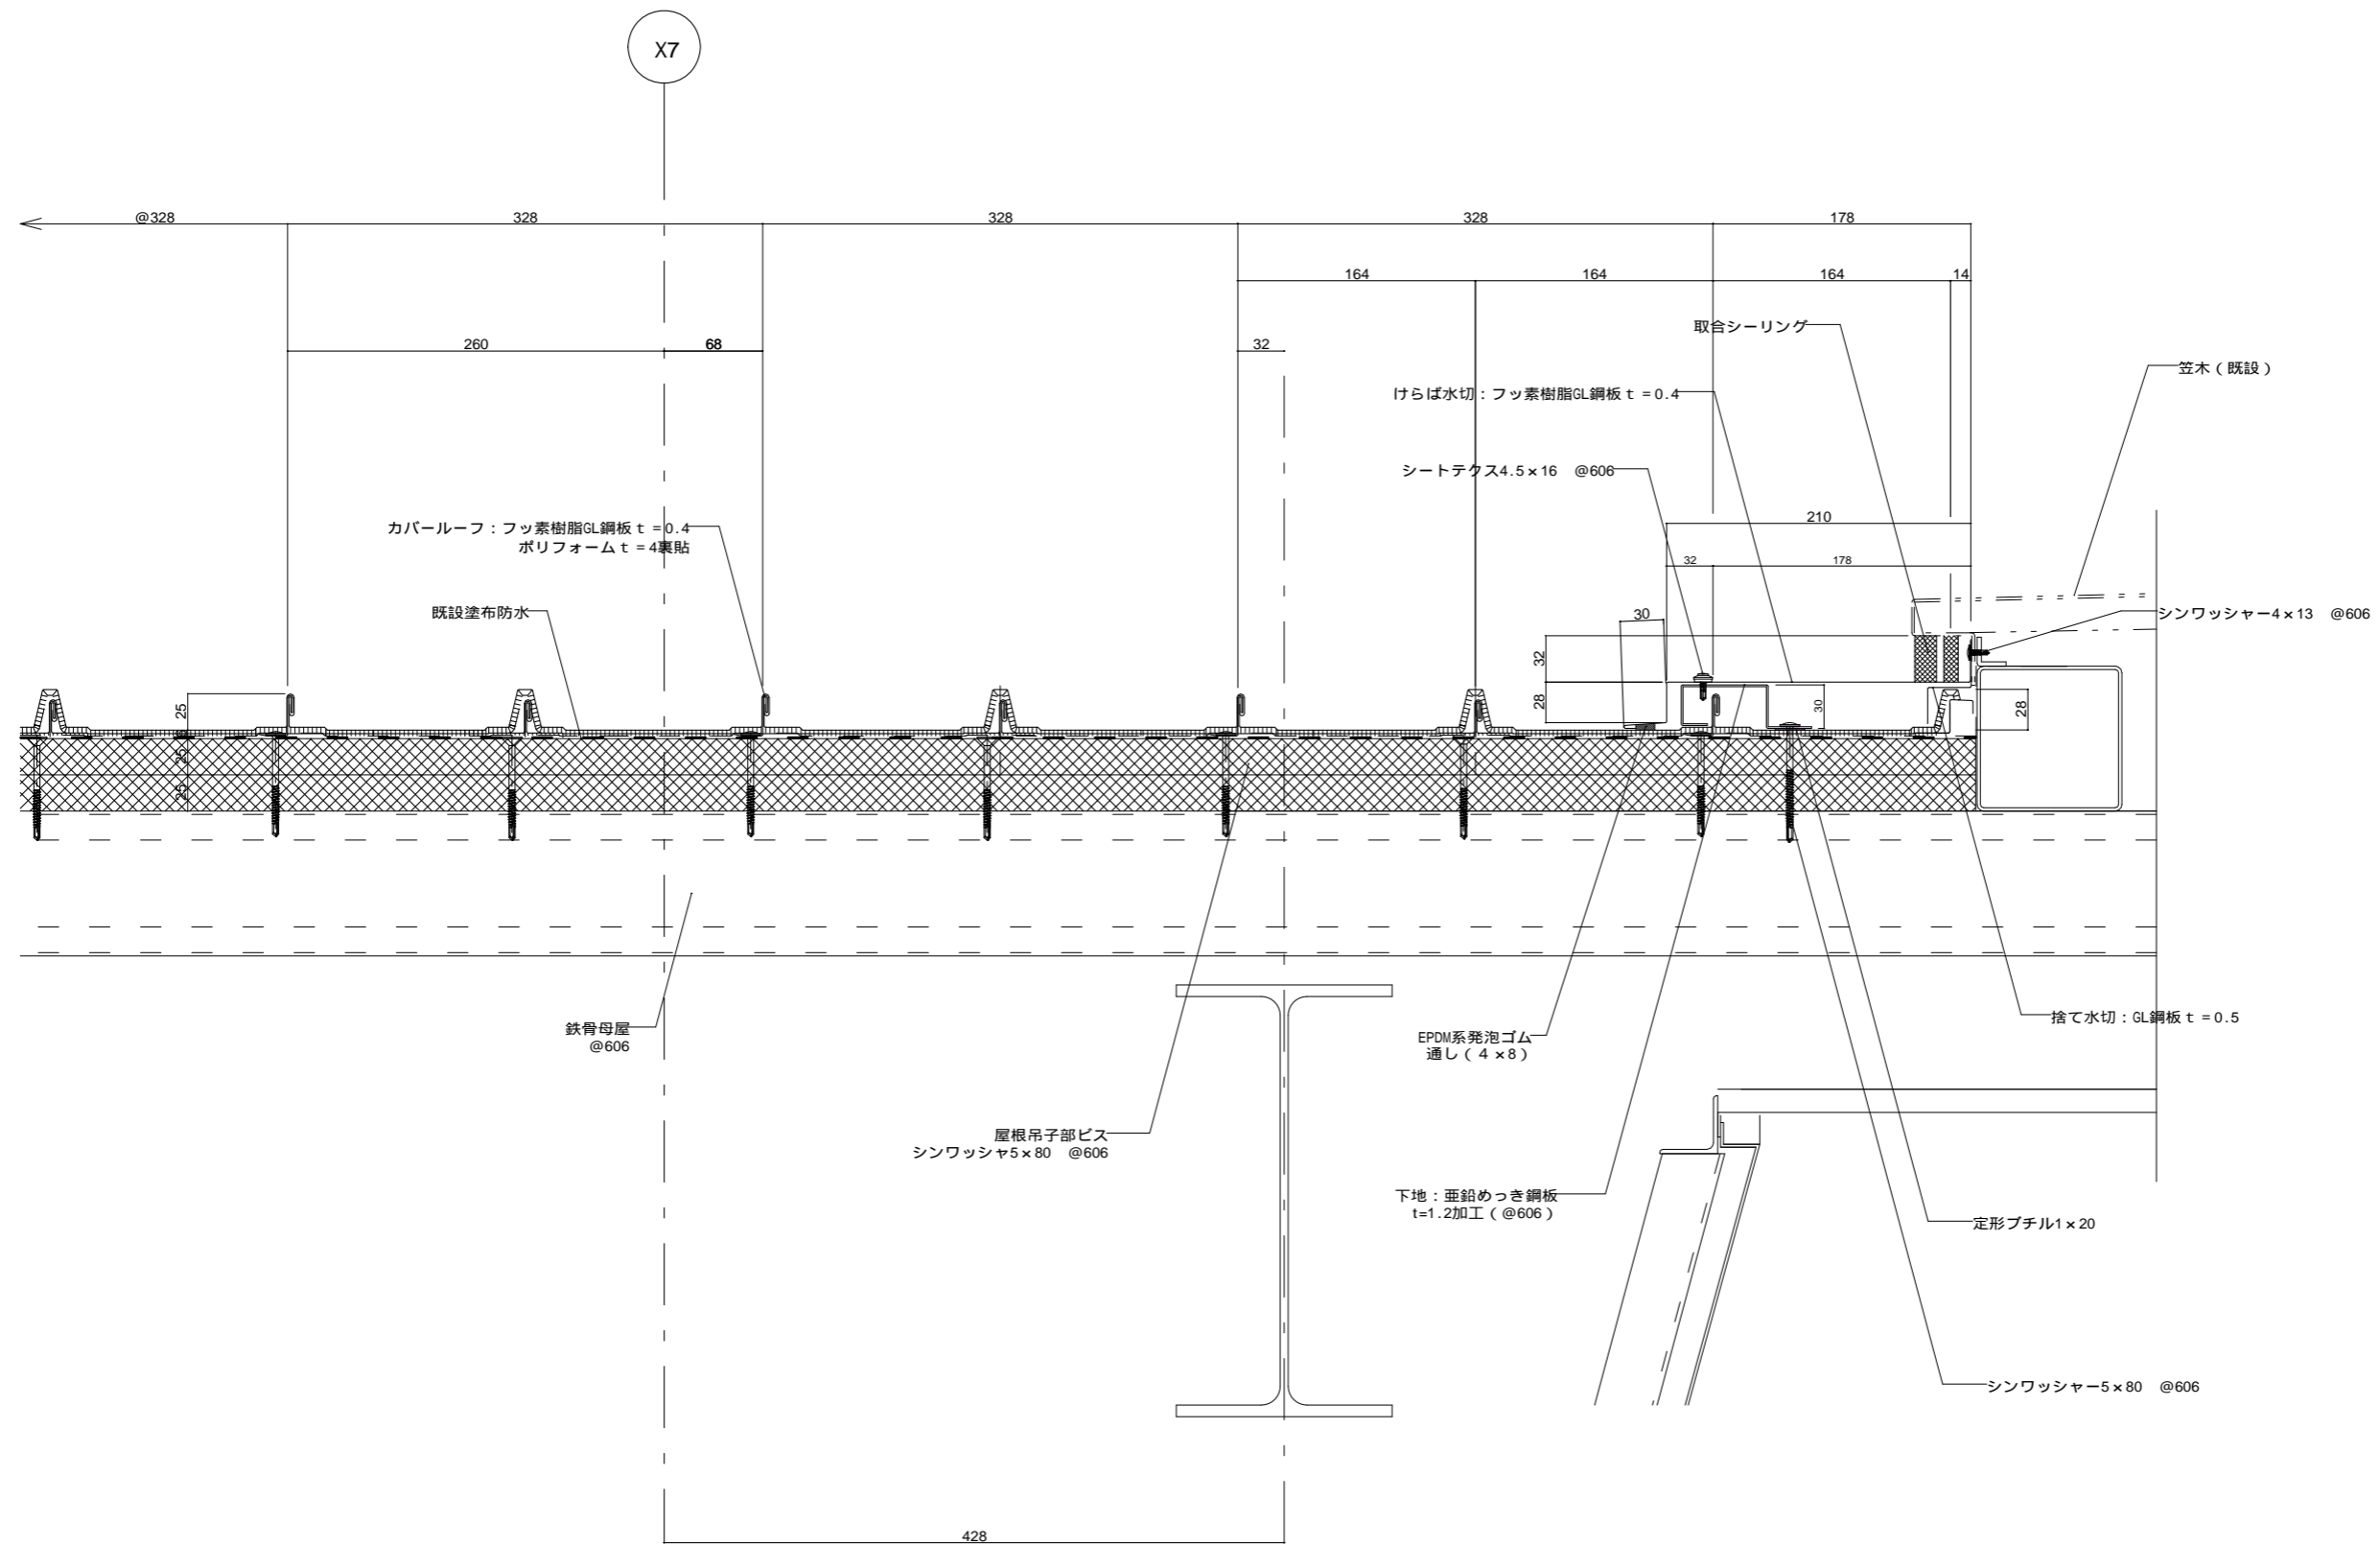 X7
@328
328
328
328
178
164
164
164
14
取合シーリング
260
68
32
笠木（既設）
けらば水切：フッ素樹脂GL鋼板ｔ=0.4
シートテクス4.5×16　@606
210
カバールーフ：フッ素樹脂GL鋼板ｔ=0.4
ポリフォームｔ=4裏貼
32
178
既設塗布防水
30
シンワッシャー4×13　@606
32
28
30
28
25
25
25
鉄骨母屋
@606
EPDM系発泡ゴム
通し（４×8）
捨て水切：GL鋼板ｔ=0.5
屋根吊子部ビス
シンワッシャ5×80　@606
下地：亜鉛めっき鋼板
t=1.2加工（@606）
定形ブチル1×20
シンワッシャー5×80　@606
428